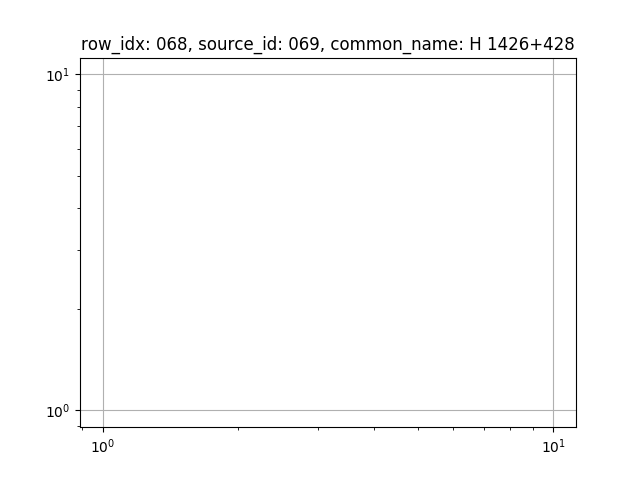 row_idx: 068, source_id: 069, common_name: H 1426+428
10¹
10⁰
10⁰ 10¹